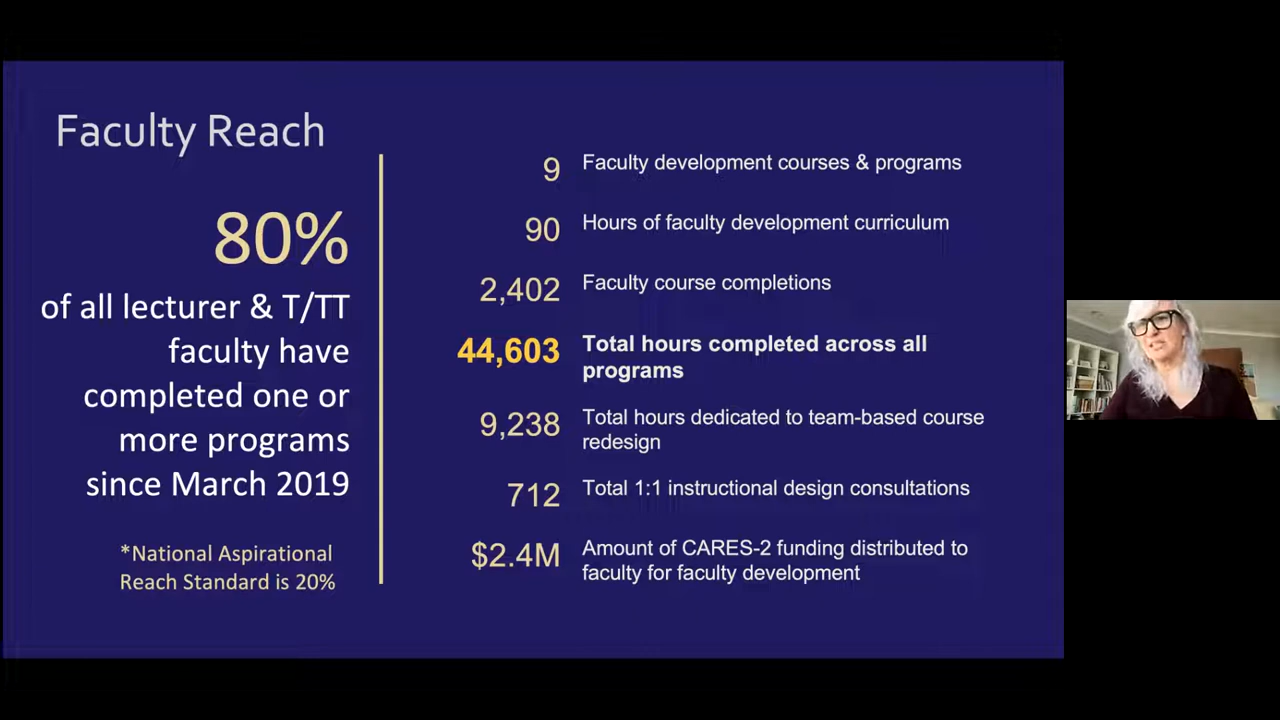 Faculty Reach
80%
of all lecturer & T/TT
faculty have
completed one or
more programs
since March 2019
*National Aspirational
Reach Standard is 20%
9 Faculty development courses & programs
90 Hours of faculty development curriculum
2,402 Faculty course completions
44,603 Total hours completed across all
programs
9,238 Total hours dedicated to team-based course
redesign
712 Total 1:1 instructional design consultations
$2.4M Amount of CARES-2 funding distributed to
faculty for faculty development